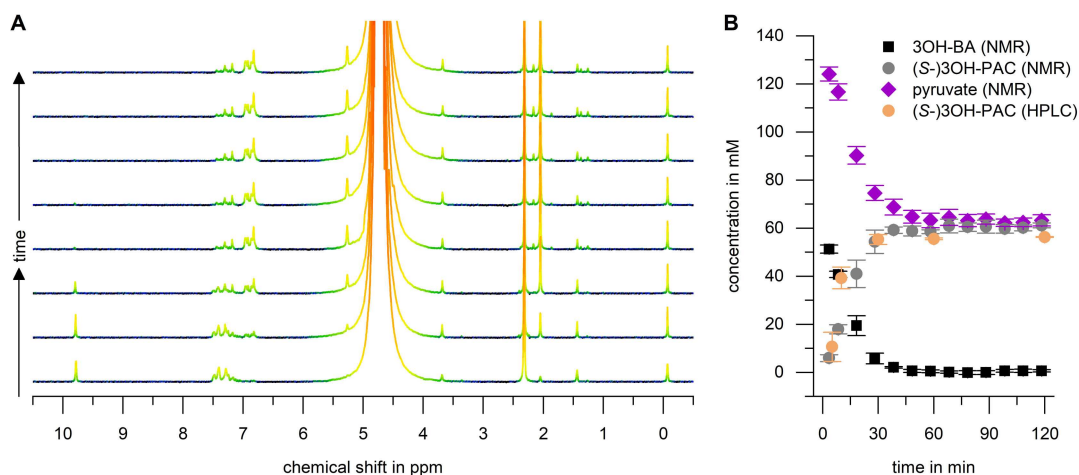 A
time
10 9 8 7 6 5 4 3 2 1 0
chemical shift in ppm
B
140
120
100
80
60
40
20
0
concentration in mM
3OH-BA (NMR)
(S-)3OH-PAC (NMR)
pyruvate (NMR)
(S-)3OH-PAC (HPLC)
0 30 60 90 120
time in min